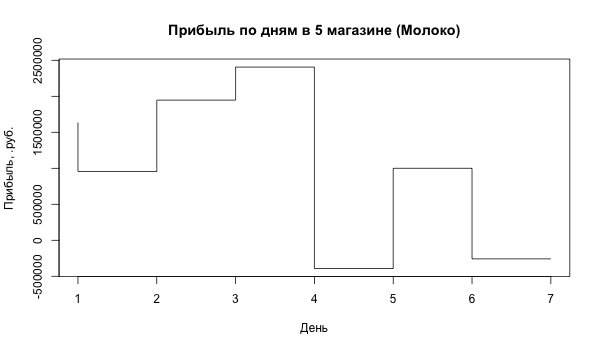 Прибыль по дням в 5 магазине (Молоко)
Прибыль, .руб.
2500000
1500000
500000
0
-500000
1 2 3 4 5 6 7
День